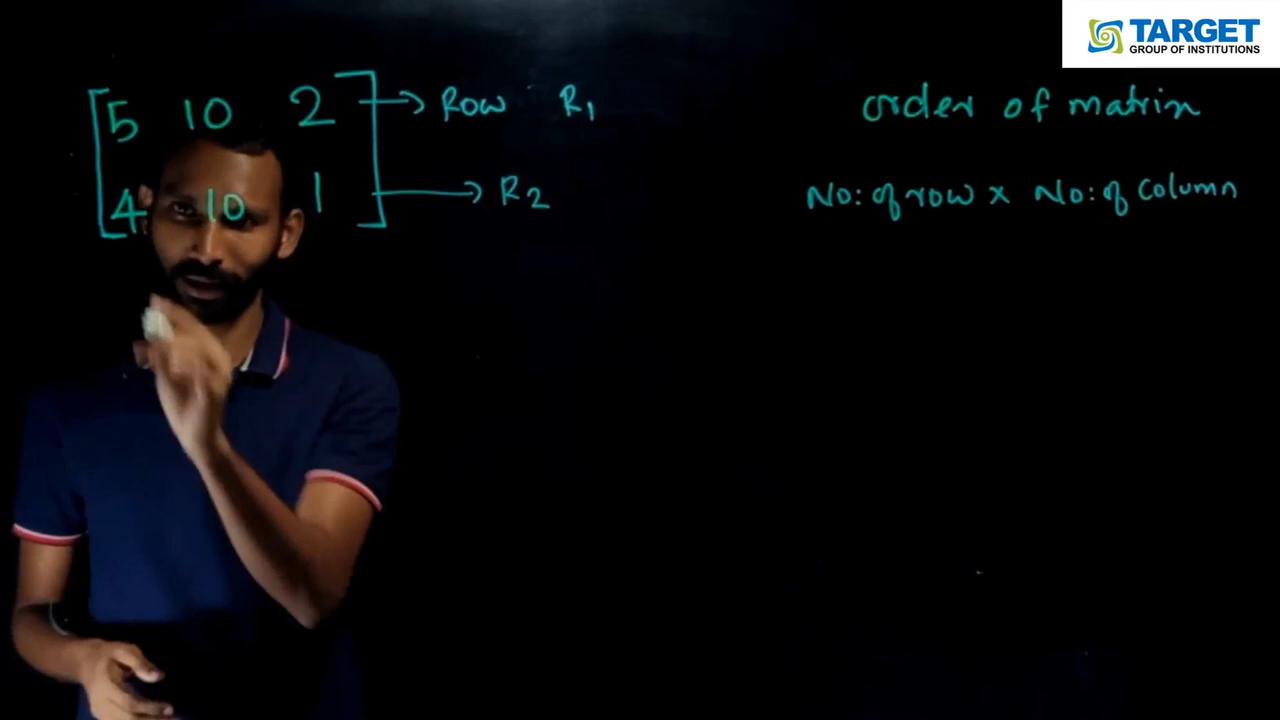 TARGET
GROUP OF INSTITUTIONS
5 10 2 → Row R1
4 10 1 → R2
order of matrix
No: of row x No: of column